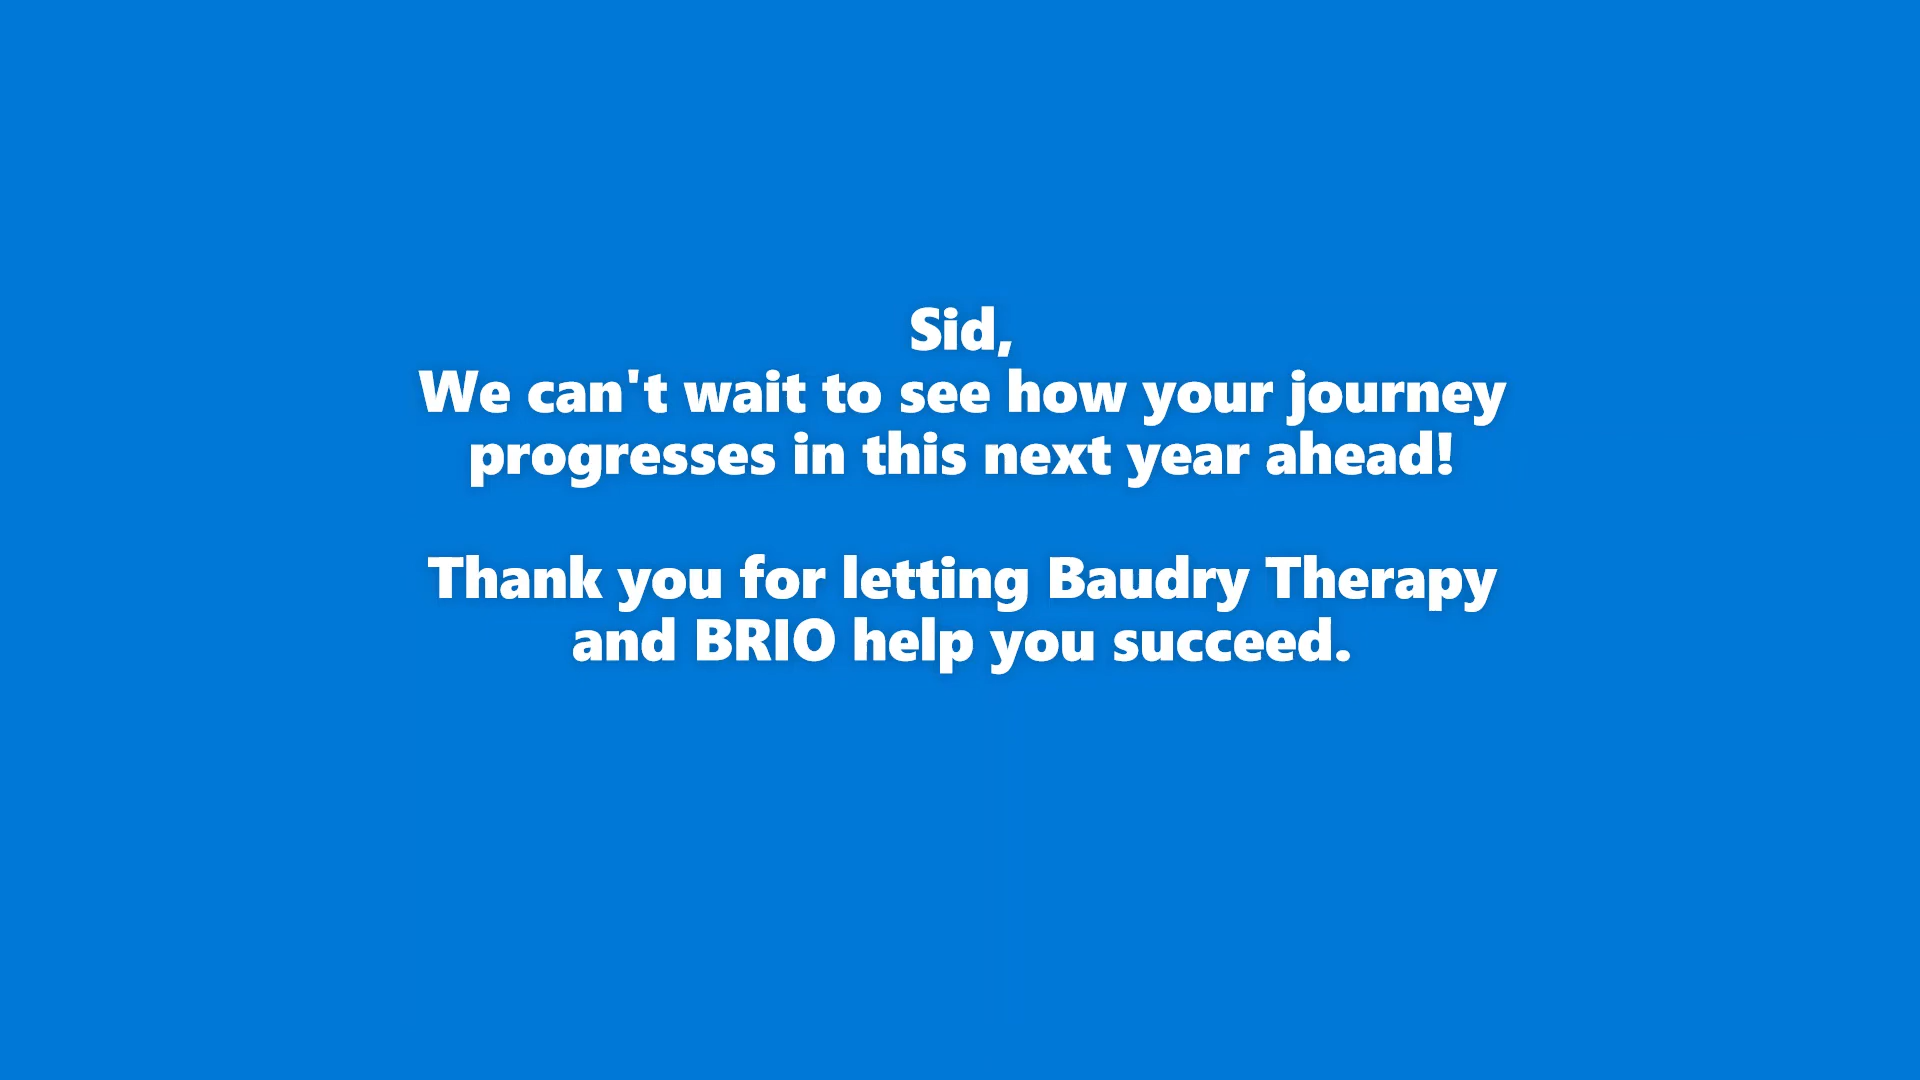 Sid,
We can't wait to see how your journey
progresses in this next year ahead!
Thank you for letting Baudry Therapy
and BRIO help you succeed.